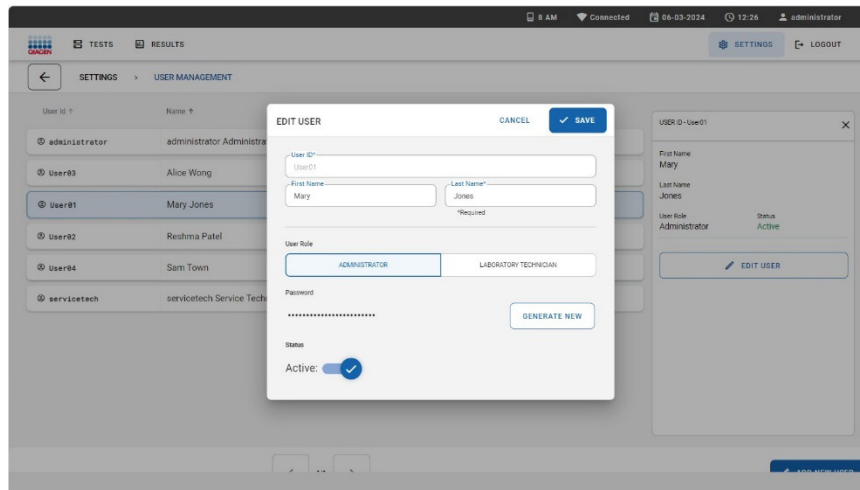 8 AM Connected 06-03-2024 12:26 administrator
QIAGEN TESTS RESULTS SETTINGS LOGOUT
SETTINGS › USER MANAGEMENT
User Id ↑ Name ↑
administrator administrator Administra
User03 Alice Wong
User01 Mary Jones
User02 Reshma Patel
User04 Sam Town
servicetech servicetech Service Tech
EDIT USER CANCEL SAVE
User ID*
User01
First Name Last Name*
Mary Jones
*Required
User Role
ADMINISTRATOR LABORATORY TECHNICIAN
Password
GENERATE NEW
Status
Active:
USER ID - User01
First Name
Mary
Last Name
Jones
User Role Status
Administrator Active
EDIT USER
ADD NEW USER